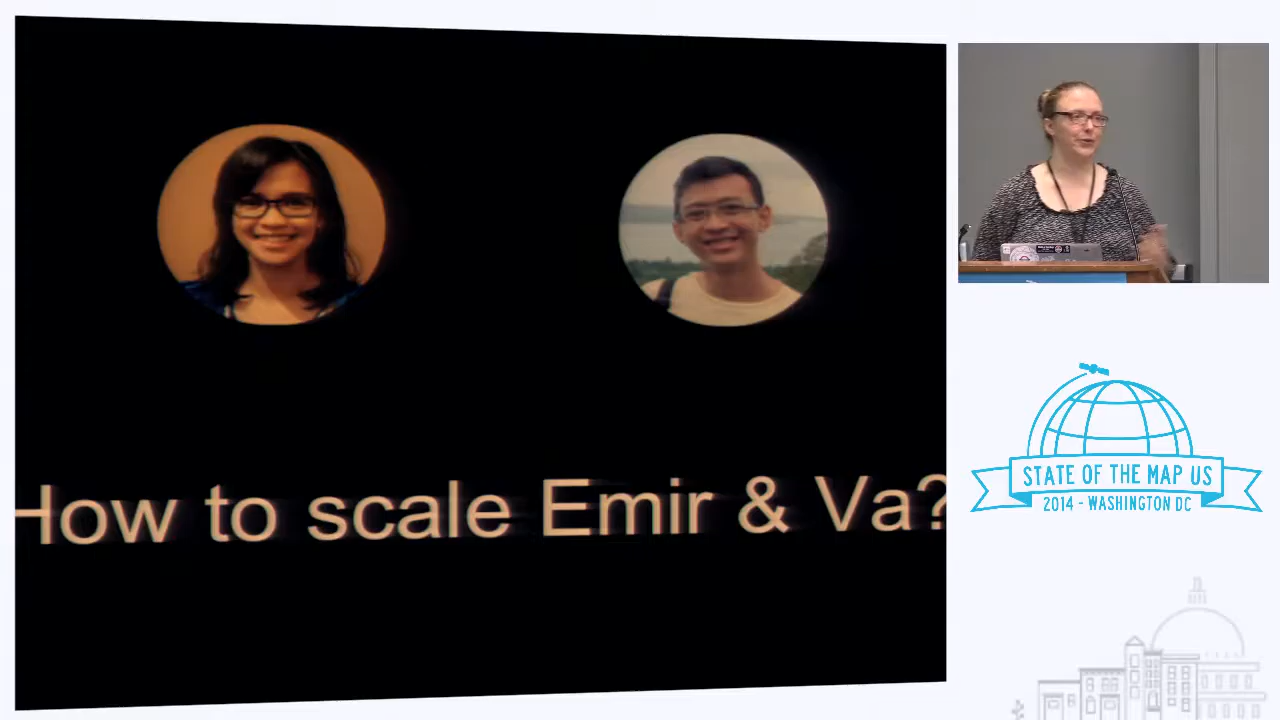 How to scale Emir & Va?
STATE OF THE MAP US
2014 - WASHINGTON DC